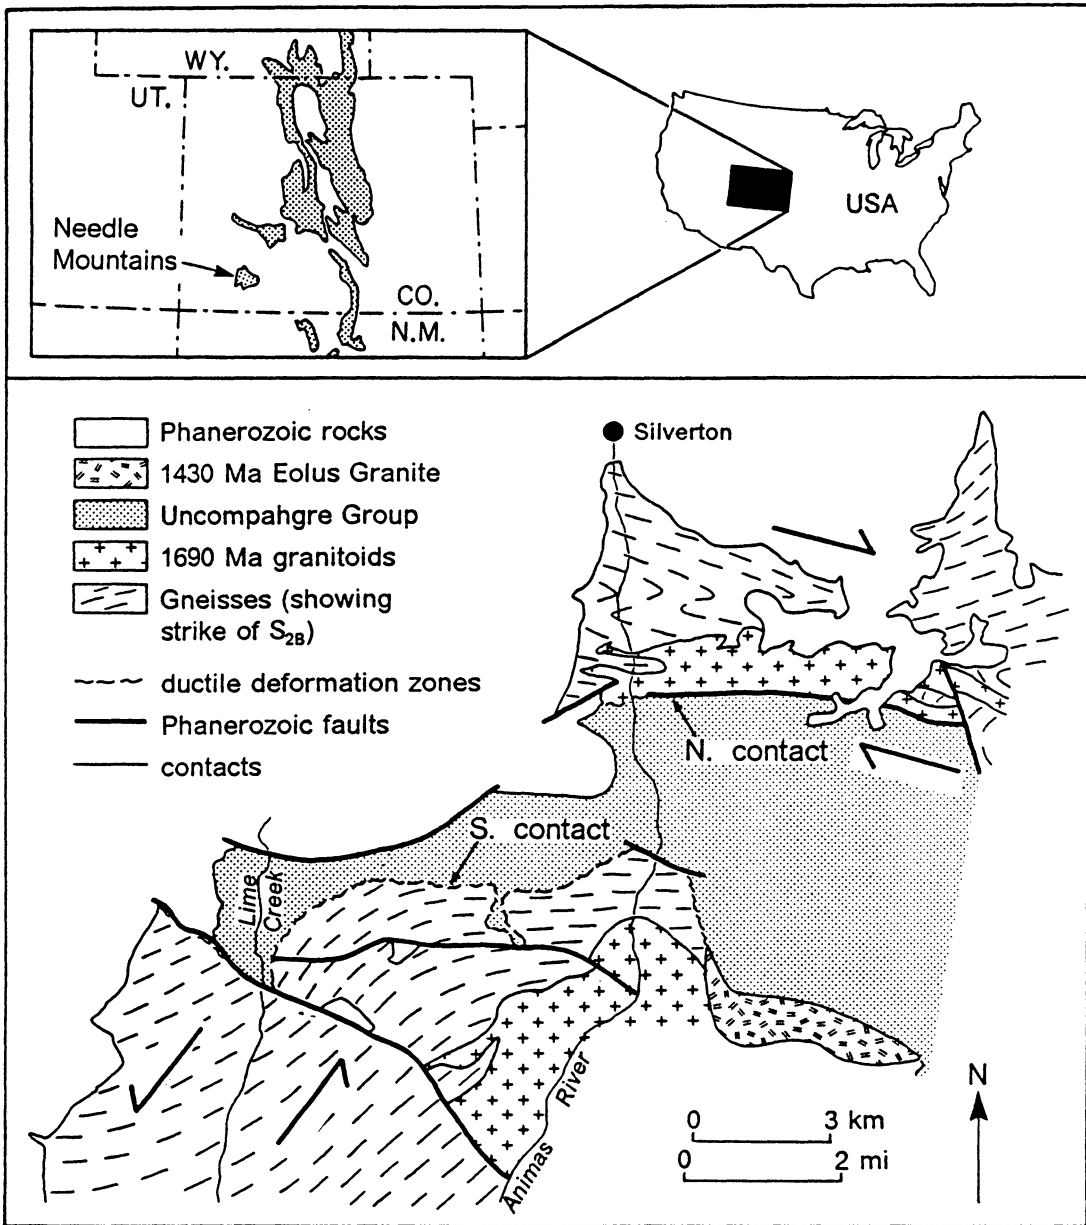 WY.
UT.
Needle
Mountains
CO.
N.M.
USA
Phanerozoic rocks
1430 Ma Eolus Granite
Uncompahgre Group
1690 Ma granitoids
Gneisses (showing
strike of S2B)
ductile deformation zones
Phanerozoic faults
contacts
Silverton
N. contact
S. contact
Lime
Creek
Animas
River
N
0 3 km
0 2 mi